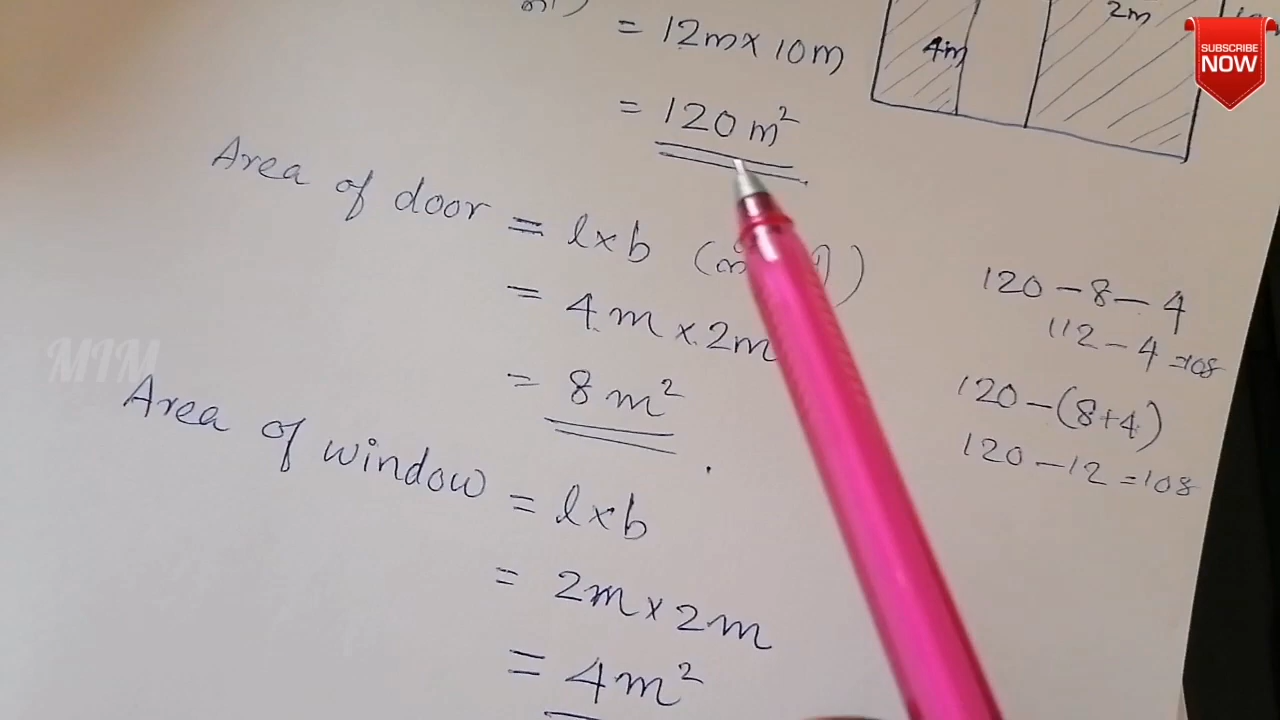 = 12m × 10m
2m
4m
= 120 m²
SUBSCRIBE
NOW
Area of door = l × b
= 4m × 2m
= 8 m²
120 - 8 - 4
112 - 4 = 108
120 - (8+4)
120 - 12 = 108
MIM
Area of window = l × b
= 2m × 2m
= 4m²